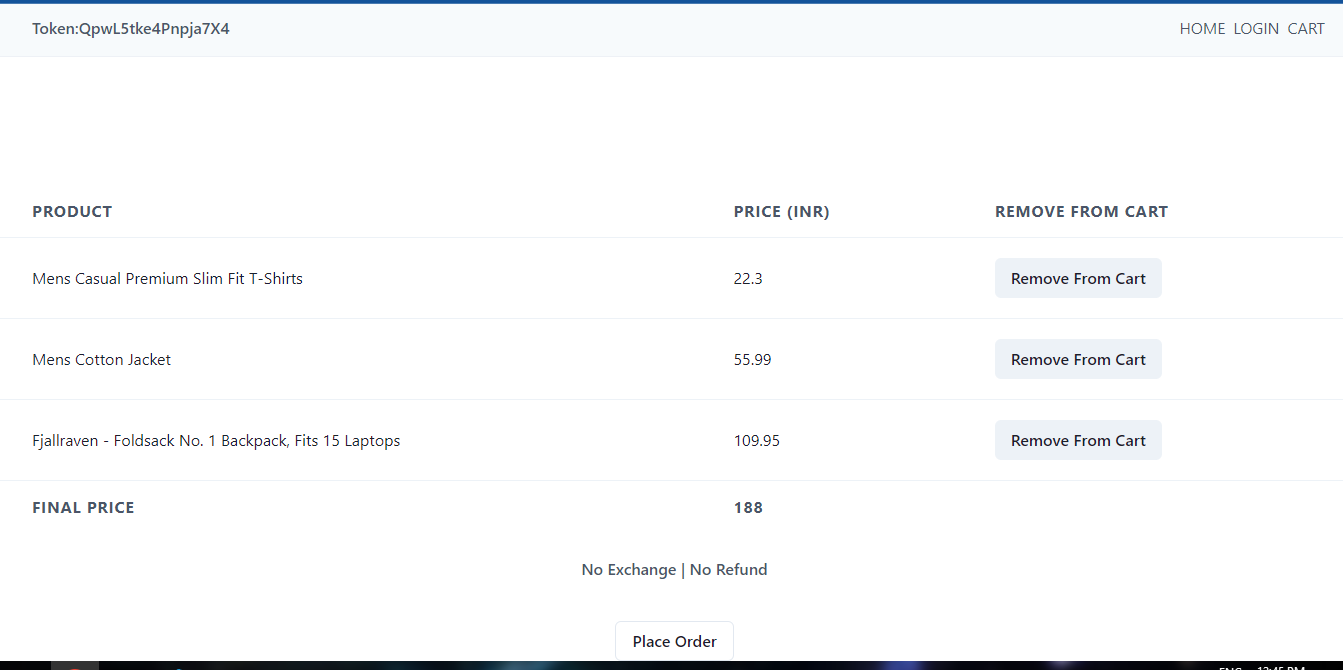 Token:QpwL5tke4Pnpja7X4
HOME LOGIN CART
PRODUCT PRICE (INR) REMOVE FROM CART
Mens Casual Premium Slim Fit T-Shirts 22.3 Remove From Cart
Mens Cotton Jacket 55.99 Remove From Cart
Fjallraven - Foldsack No. 1 Backpack, Fits 15 Laptops 109.95 Remove From Cart
FINAL PRICE 188
No Exchange | No Refund
Place Order